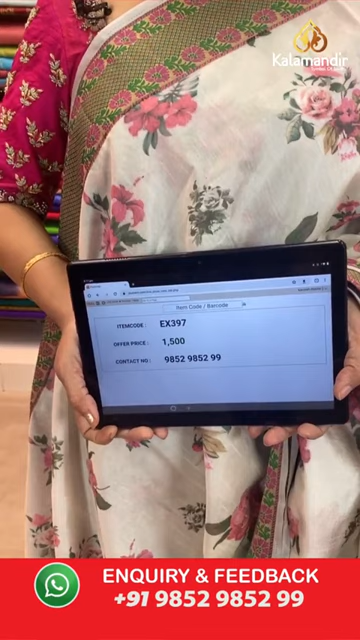 Kalamandir
Item Code / Barcode
ITEMCODE : EX397
OFFER PRICE : 1,500
CONTACT NO : 9852 9852 99
ENQUIRY & FEEDBACK
+91 9852 9852 99